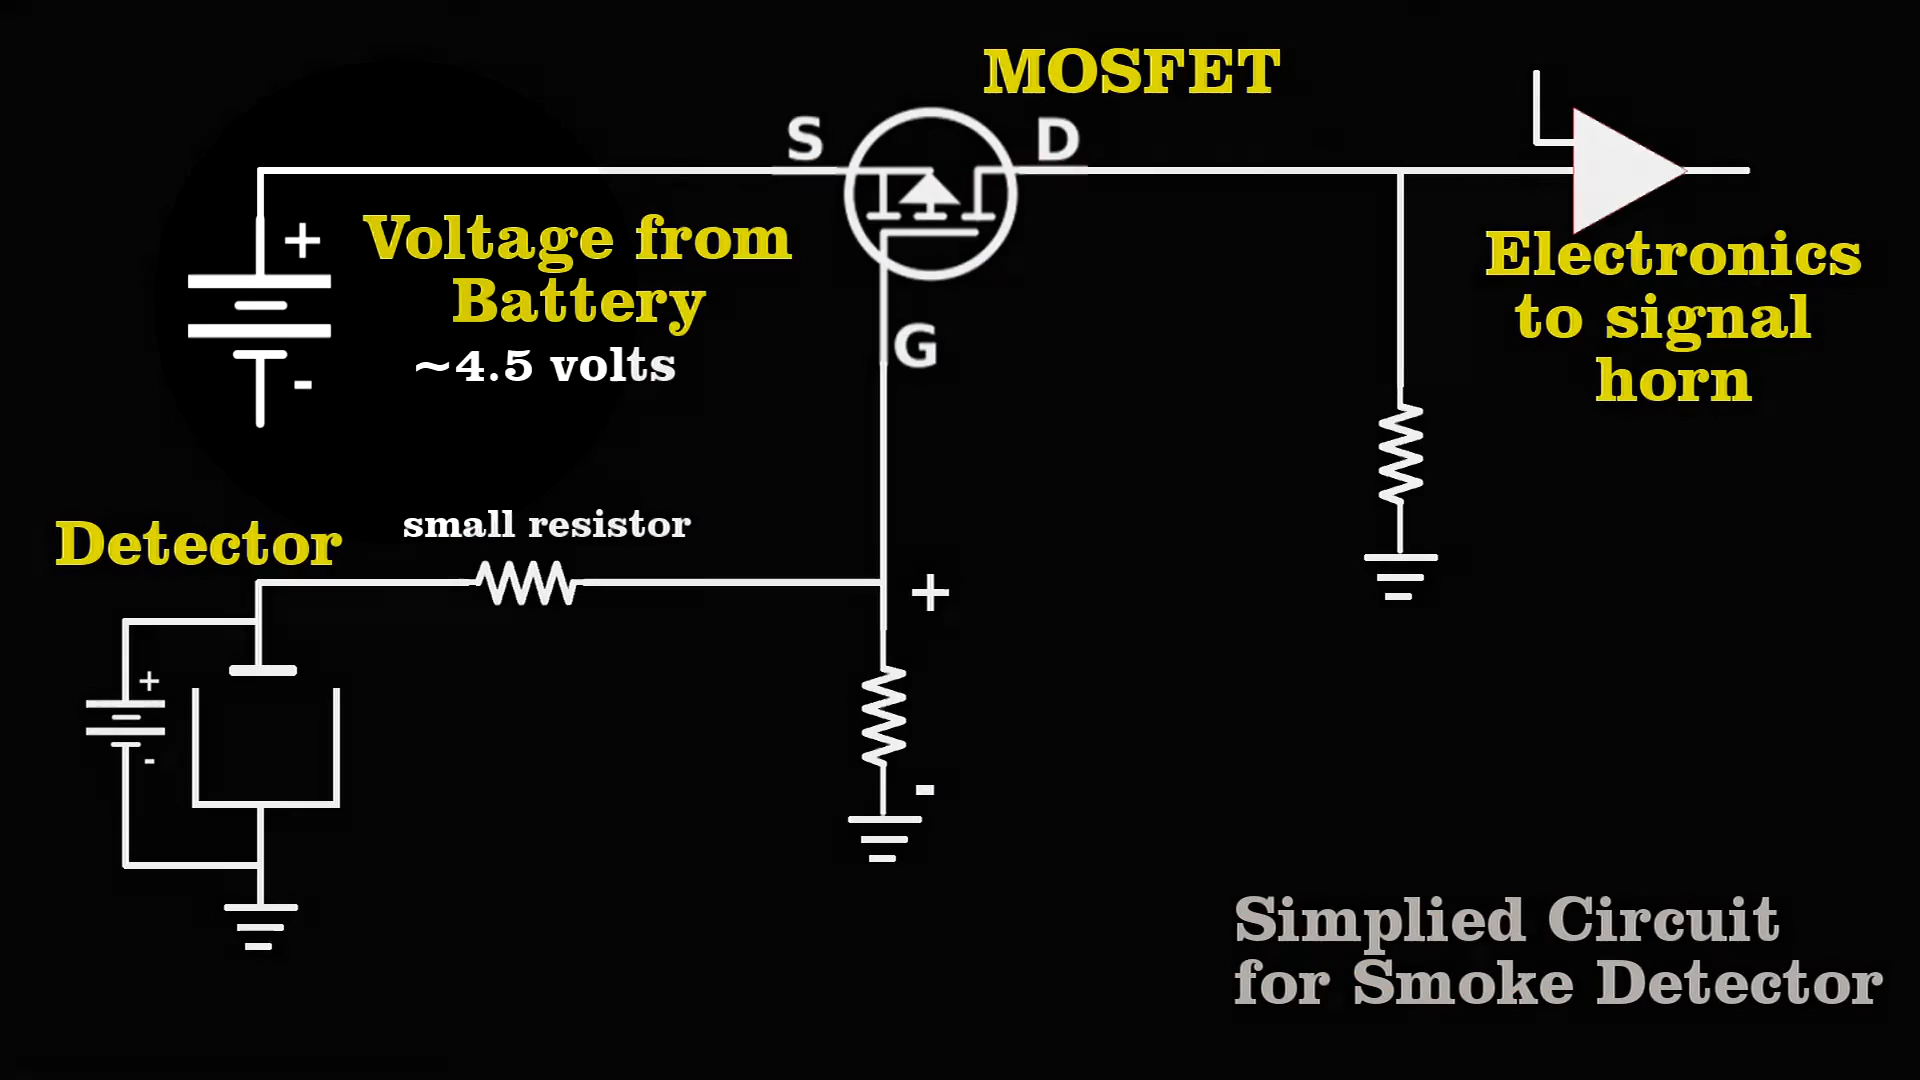 MOSFET
S
D
+
Voltage from
Battery
~4.5 volts
-
G
Electronics
to signal
horn
Detector
small resistor
+
-
+
-
Simplied Circuit
for Smoke Detector